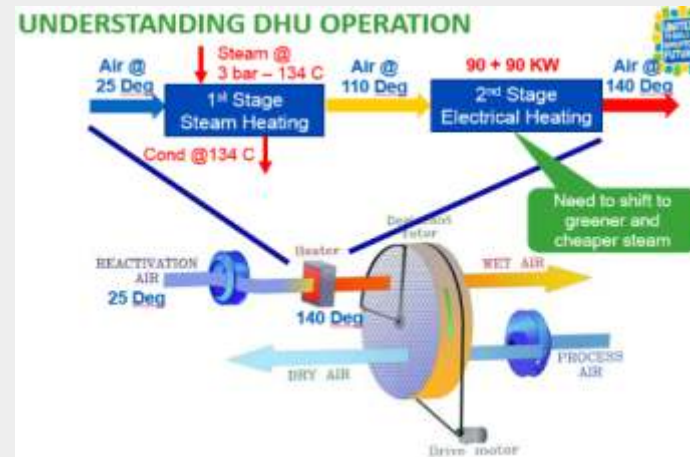 UNDERSTANDING DHU OPERATION
Air @
25 Deg
Steam @
3 bar – 134 C
1st Stage
Steam Heating
Cond @134 C
Air @
110 Deg
90 + 90 KW
2nd Stage
Electrical Heating
Air @
140 Deg
Need to shift to
greener and
cheaper steam
Heater
REACTIVATION
AIR
25 Deg
140 Deg
WET AIR
DRY AIR
PROCESS
AIR
Drive motor